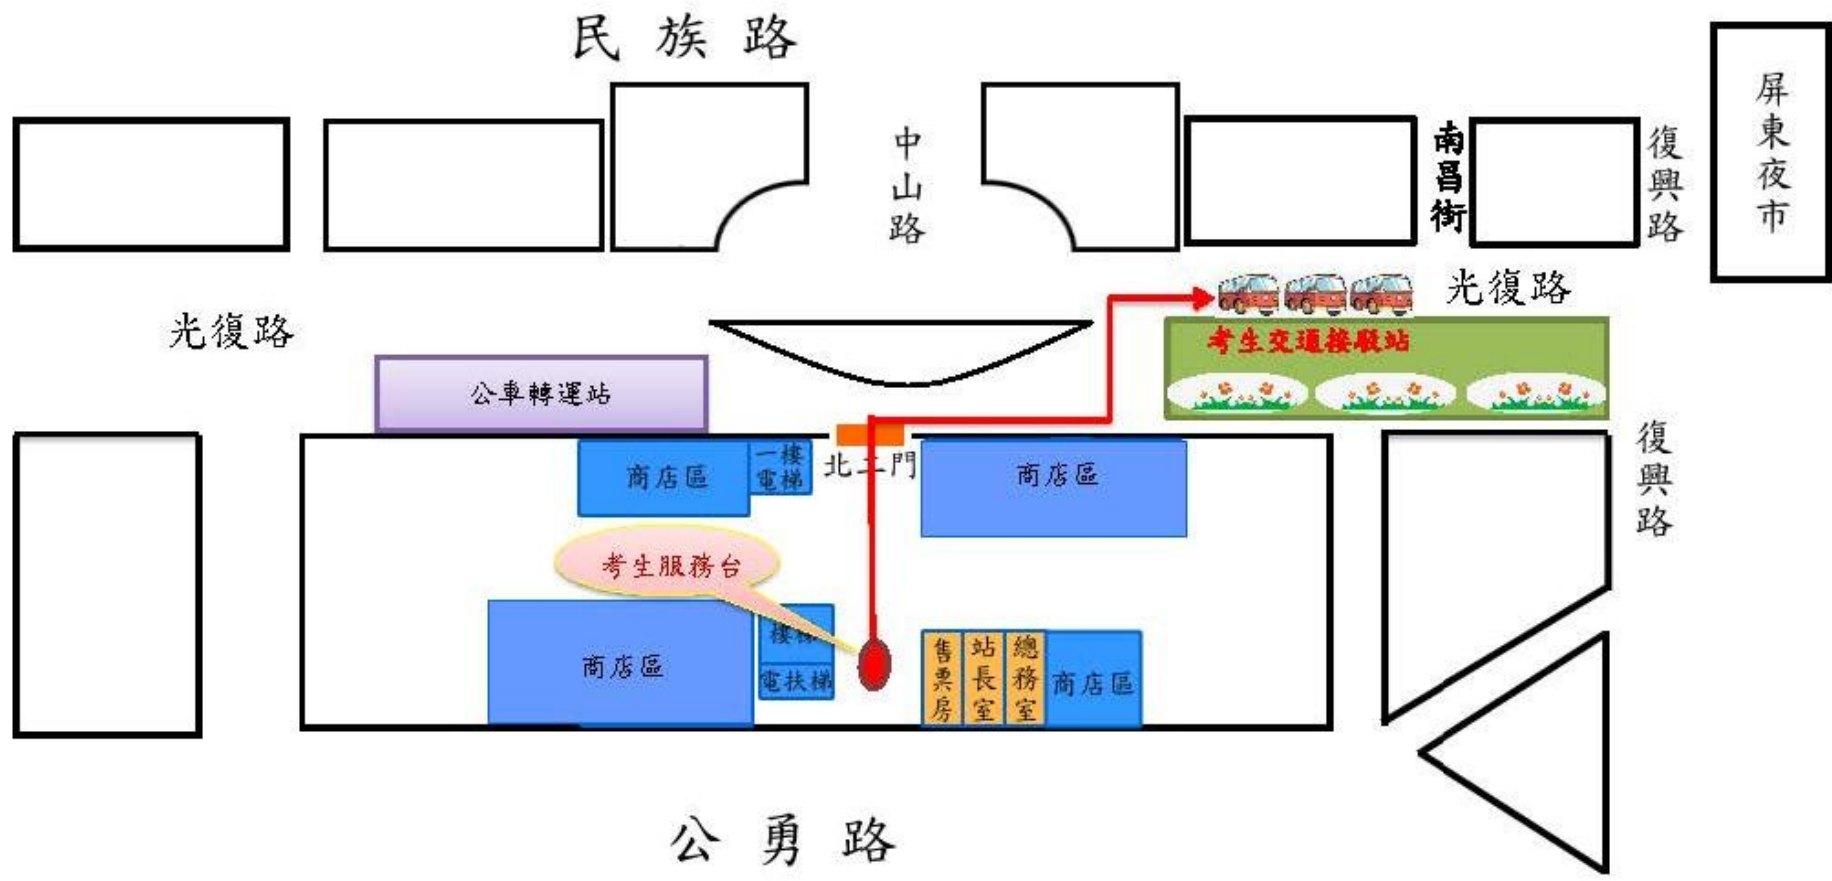 民族路
中山路
南昌街
復興路
屏東夜市
光復路
光復路
考生交通接駁站
公車轉運站
商店區
一樓
電梯
北二門
商店區
復興路
考生服務台
商店區
樓梯
電扶梯
售票房
站長室
總務室
商店區
公勇路